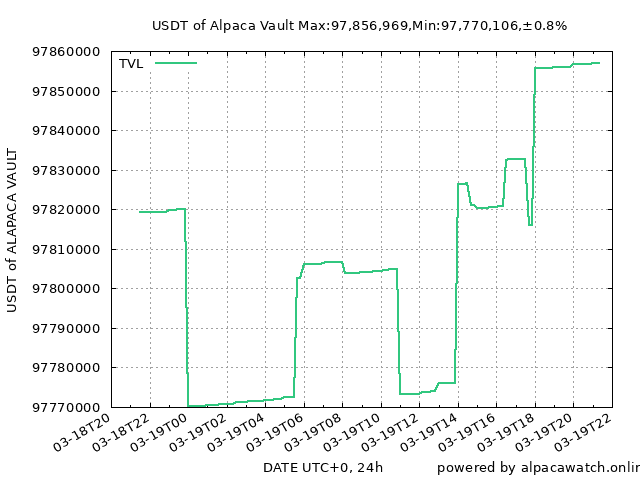 USDT of Alpaca Vault Max:97,856,969,Min:97,770,106,±0.8%
97860000
97850000
97840000
97830000
97820000
97810000
97800000
97790000
97780000
97770000
TVL
USDT of ALAPACA VAULT
03-18T20
03-18T22
03-19T00
03-19T02
03-19T04
03-19T06
03-19T08
03-19T10
03-19T12
03-19T14
03-19T16
03-19T18
03-19T20
03-19T22
DATE UTC+0, 24h
powered by alpacawatch.onlin